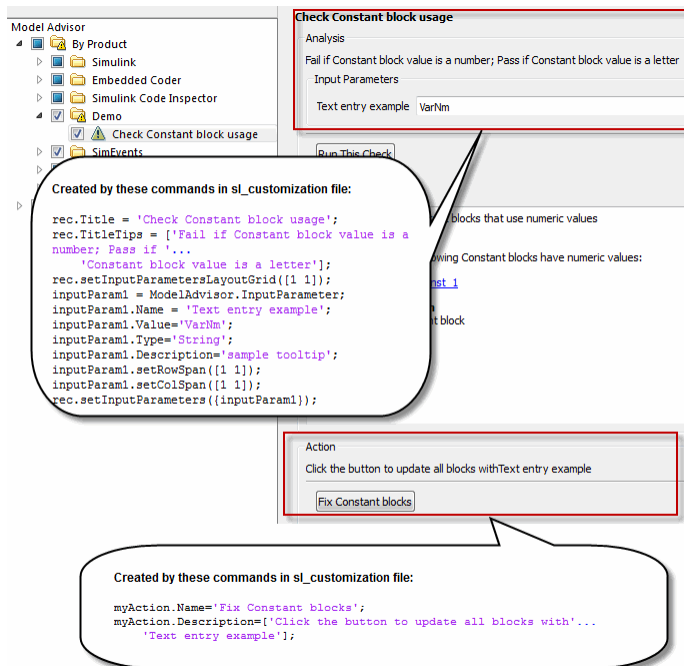 Model Advisor
By Product
Simulink
Embedded Coder
Simulink Code Inspector
Demo
Check Constant block usage
SimEvents
Check Constant block usage
Analysis
Fail if Constant block value is a number; Pass if Constant block value is a letter
Input Parameters
Text entry example VarNm
Run This Check
blocks that use numeric values
owing Constant blocks have numeric values:
nst_1
t block
Created by these commands in sl_customization file:
rec.Title = 'Check Constant block usage';
rec.TitleTips = ['Fail if Constant block value is a
number; Pass if '...
'Constant block value is a letter'];
rec.setInputParametersLayoutGrid([1 1]);
inputParam1 = ModelAdvisor.InputParameter;
inputParam1.Name = 'Text entry example';
inputParam1.Value='VarNm';
inputParam1.Type='String';
inputParam1.Description='sample tooltip';
inputParam1.setRowSpan([1 1]);
inputParam1.setColSpan([1 1]);
rec.setInputParameters({inputParam1});
Action
Click the button to update all blocks withText entry example
Fix Constant blocks
Created by these commands in sl_customization file:
myAction.Name='Fix Constant blocks';
myAction.Description=['Click the button to update all blocks with'...
'Text entry example'];